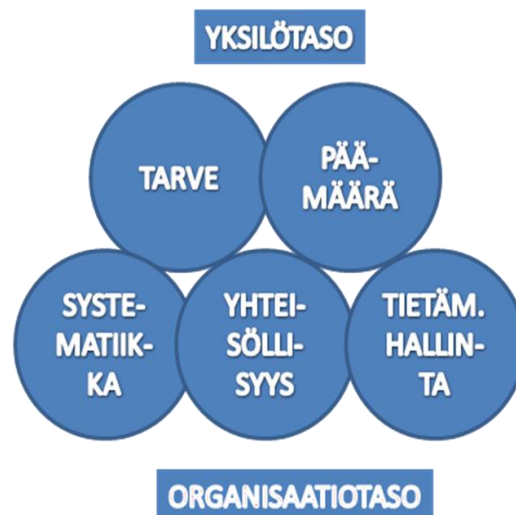 YKSILÖTASO
TARVE
PÄÄ-
MÄÄRÄ
SYSTE-
MATIIK-
KA
YHTEI-
SÖLLI-
SYYS
TIETÄM.
HALLIN-
TA
ORGANISAATIOTASO